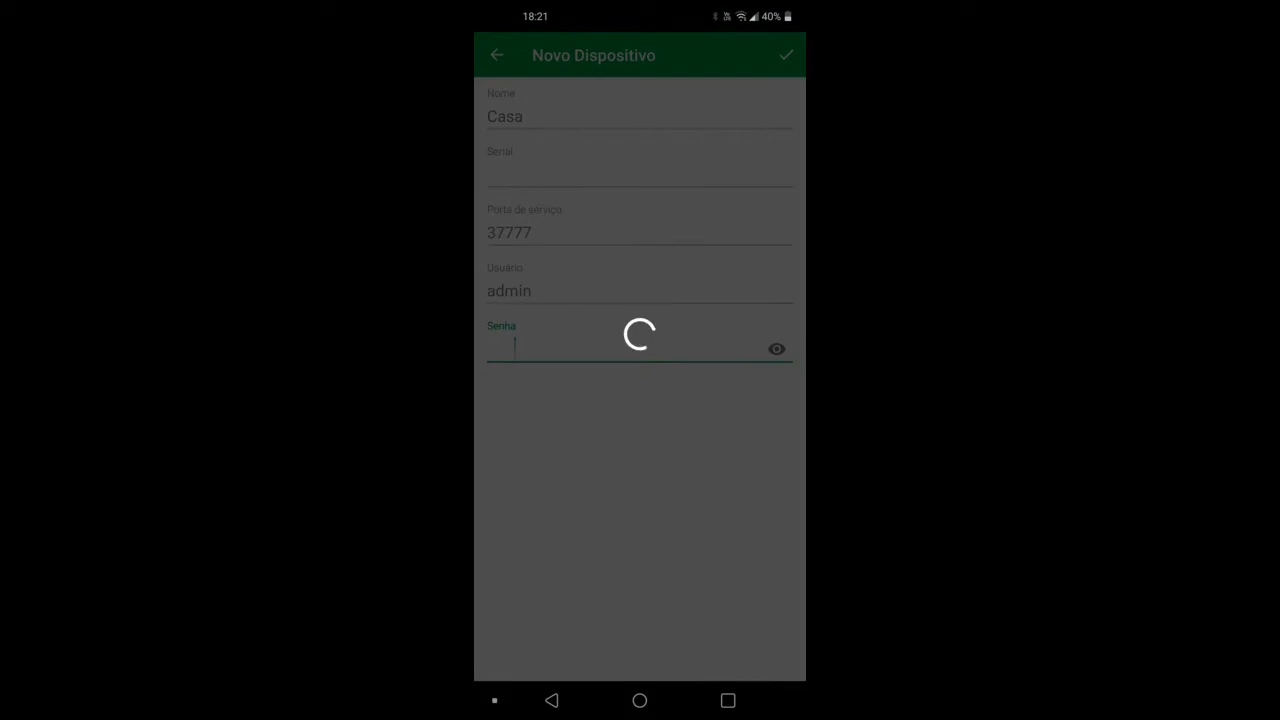 18:21
40%
Novo Dispositivo
Nome
Casa
Serial
Porta de serviço
37777
Usuário
admin
Senha